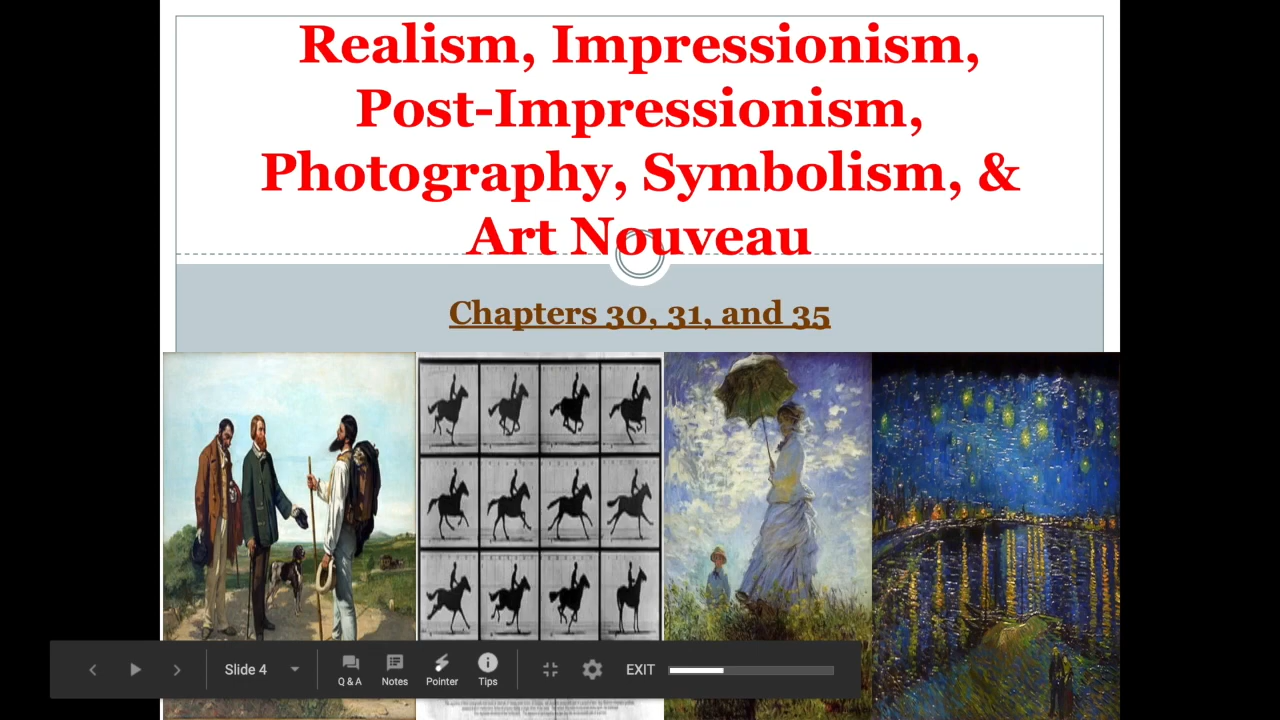 Realism, Impressionism,
Post-Impressionism,
Photography, Symbolism, &
Art Nouveau
Chapters 30, 31, and 35
Slide 4
Q & A
Notes
Pointer
Tips
EXIT